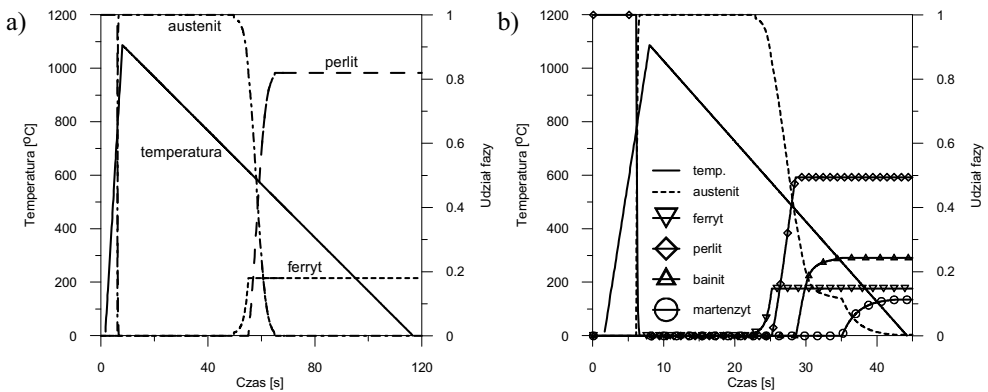 a)
1200
1000
800
600
400
200
0
Temperatura [°C]
0
40
80
120
Czas [s]
1
0.8
0.6
0.4
0.2
0
Udział fazy
austenit
perlit
temperatura
ferryt
b)
1200
1000
800
600
400
200
0
Temperatura [°C]
0
10
20
30
40
Czas [s]
1
0.8
0.6
0.4
0.2
0
Udział fazy
temp.
austenit
ferryt
perlit
bainit
martenzyt